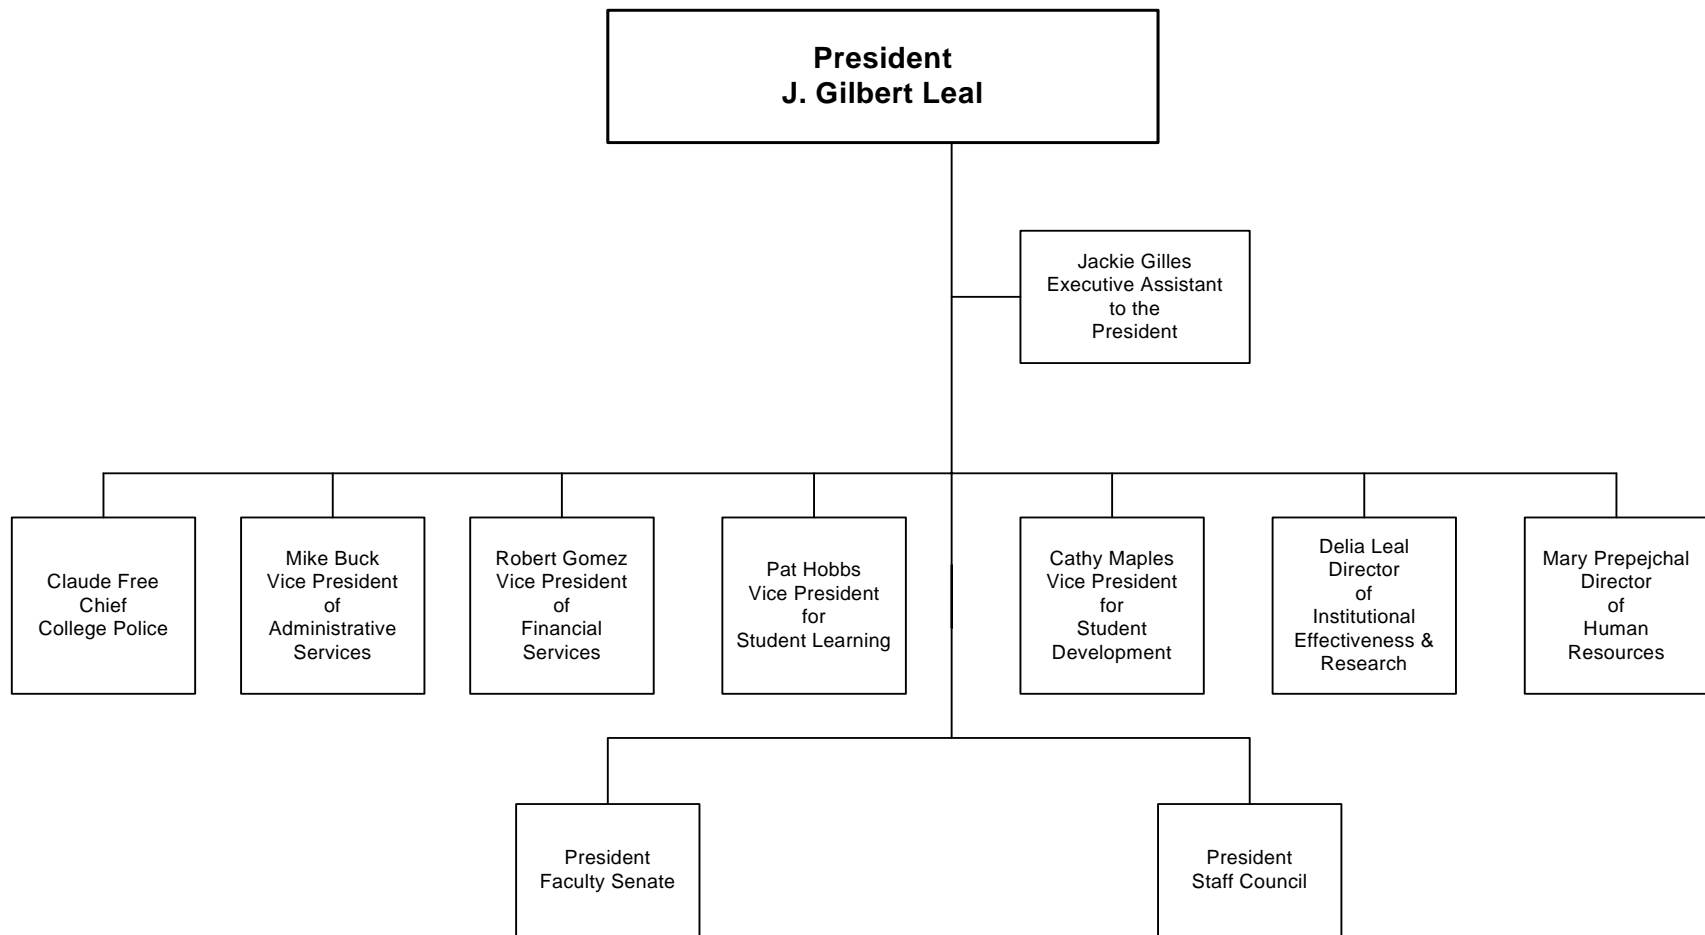 President
J. Gilbert Leal
Jackie Gilles
Executive Assistant
to the
President
Claude Free
Chief
College Police
Mike Buck
Vice President
of
Administrative
Services
Robert Gomez
Vice President
of
Financial
Services
Pat Hobbs
Vice President
for
Student Learning
Cathy Maples
Vice President
for
Student
Development
Delia Leal
Director
of
Institutional
Effectiveness &
Research
Mary Prepejchal
Director
of
Human
Resources
President
Faculty Senate
President
Staff Council